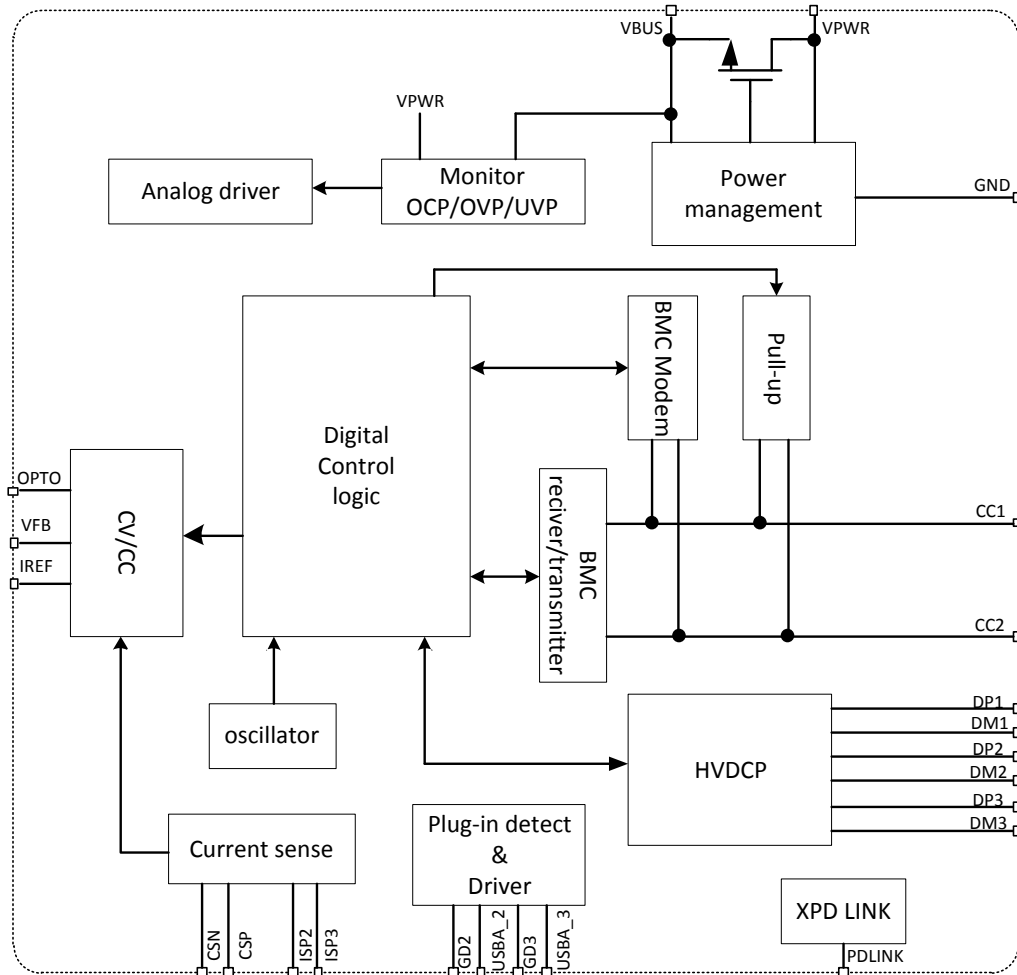 VBUS
VPWR
VPWR
Analog driver
Monitor
OCP/OVP/UVP
Power
management
GND
BMC Modem
Pull-up
Digital
Control
logic
OPTO
VFB
IREF
CV/CC
BMC
reciver/transmitter
CC1
CC2
oscillator
HVDCP
DP1
DM1
DP2
DM2
DP3
DM3
Current sense
Plug-in detect
&
Driver
XPD LINK
CSN
CSP
ISP2
ISP3
GD2
USBA_2
GD3
USBA_3
PDLINK